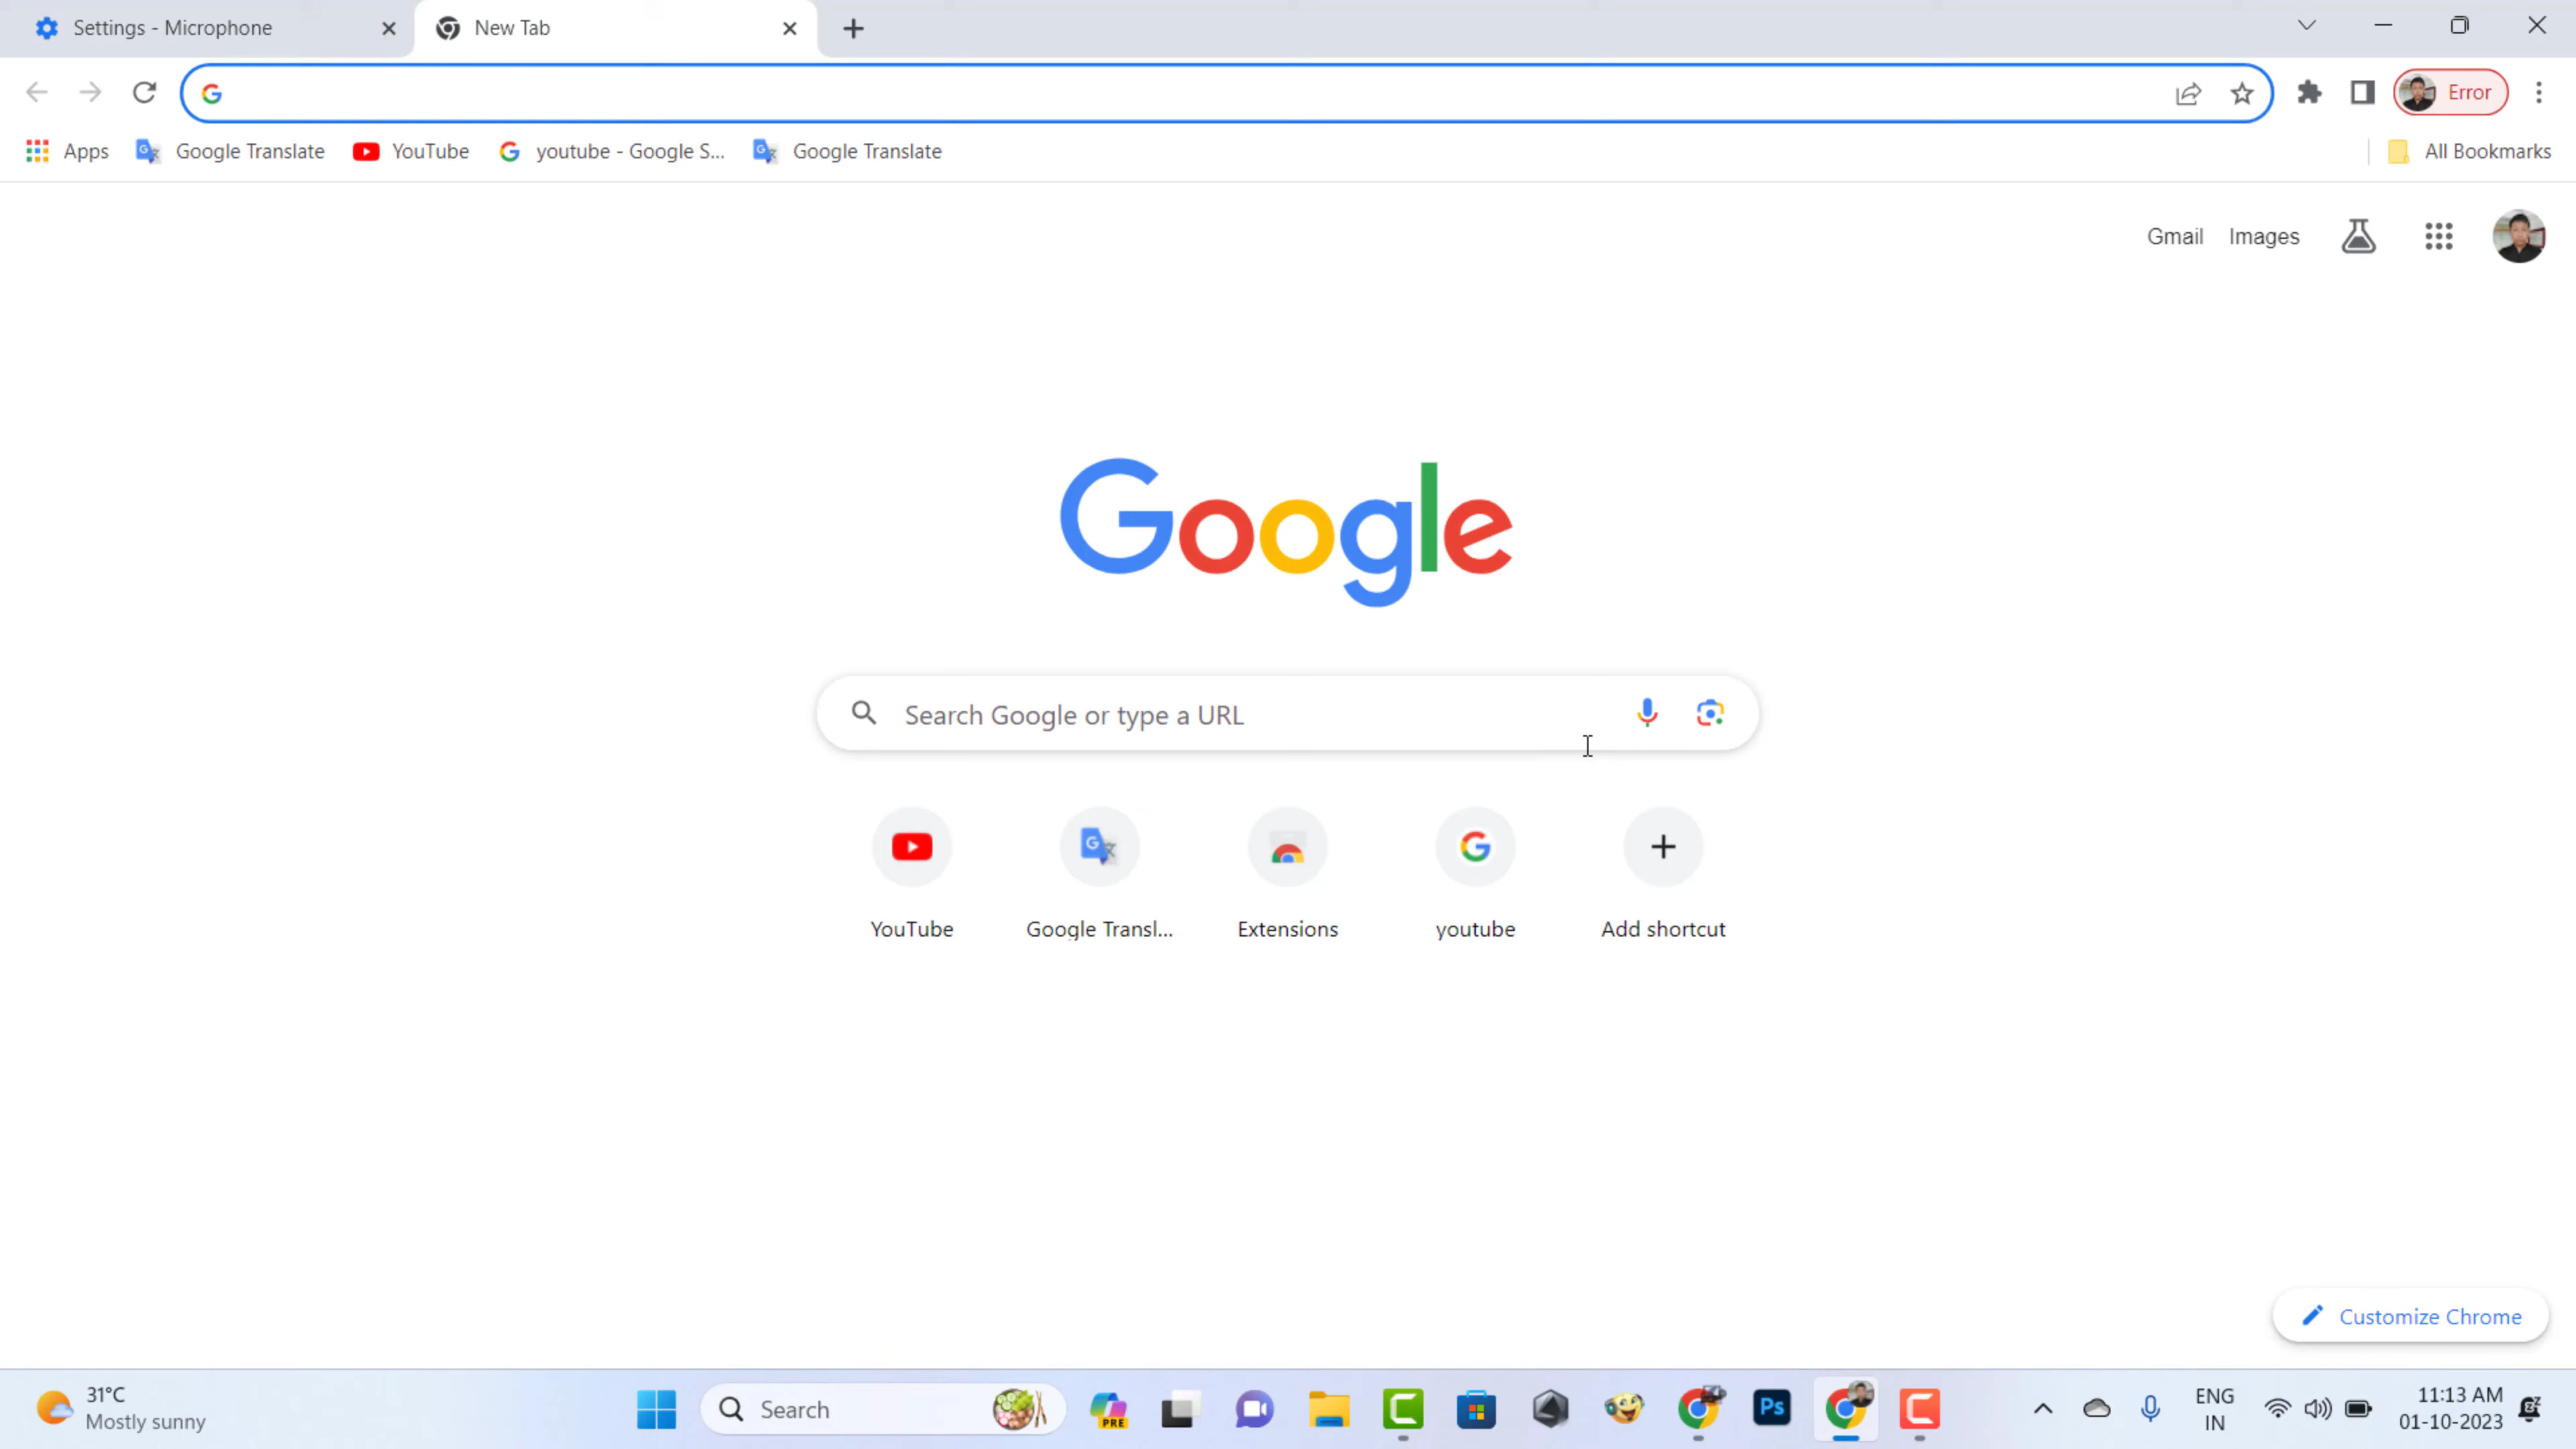 Settings - Microphone
New Tab
Error
Apps
Google Translate
YouTube
youtube - Google S...
Google Translate
All Bookmarks
Gmail
Images
Google
Search Google or type a URL
YouTube
Google Transl...
Extensions
youtube
Add shortcut
Customize Chrome
31°C
Mostly sunny
Search
PRE
Ps
ENG
IN
11:13 AM
01-10-2023